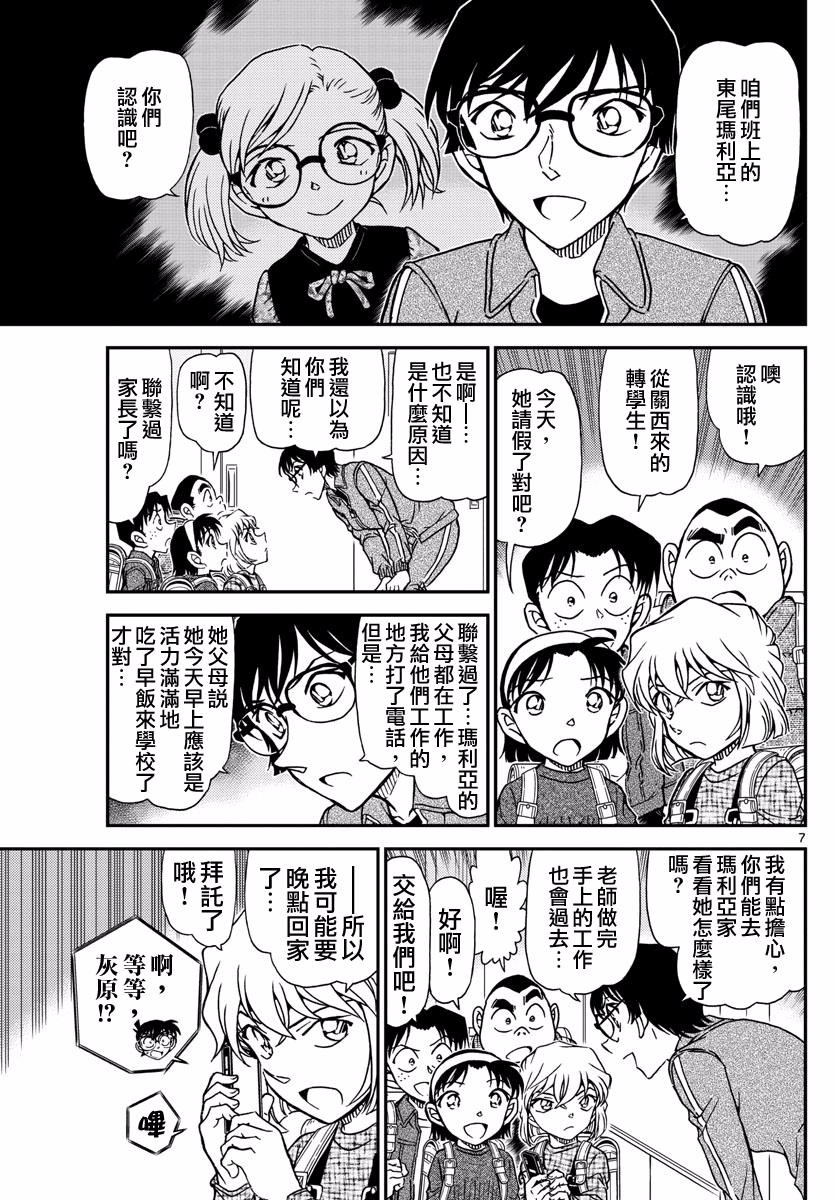 咱們班上的
東尾瑪利亞…
你們
認識吧？
噢
認識哦！
從關西來的
轉學生！
今天，
她請假了對吧？
是啊—…
也不知道
是什麼原因…
我還以為
你們
知道呢…
不知道
啊？
聯繫過
家長了嗎？
聯繫過了…瑪利亞的
父母都在工作，
我給他們工作的
地方打了電話，
但是…
她父母說
她今天早上應該是
活力滿滿地
吃了早飯來學校了
才對…
7
我有點擔心，
你們能去
瑪利亞家
看看她怎麼樣了
嗎？
老師做完
手上的工作
也會過去…
喔！
好啊！
交給我們吧！
——所以
我可能要
晚點回家
了…
拜託了
哦！
啊，
等等，
灰原!?